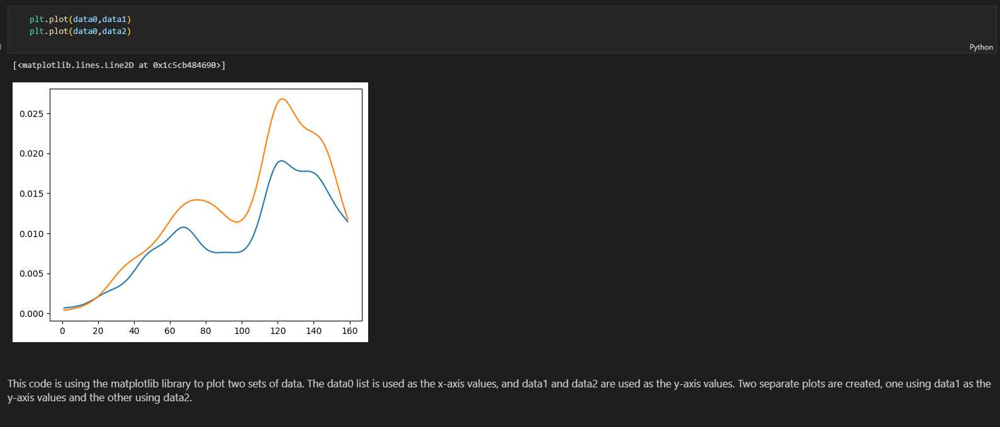 plt.plot(data0,data1)
plt.plot(data0,data2)
Python
[<matplotlib.lines.Line2D at 0x1c5cb484690>]
0.025
0.020
0.015
0.010
0.005
0.000
0 20 40 60 80 100 120 140 160
This code is using the matplotlib library to plot two sets of data. The data0 list is used as the x-axis values, and data1 and data2 are used as the y-axis values. Two separate plots are created, one using data1 as the
y-axis values and the other using data2.